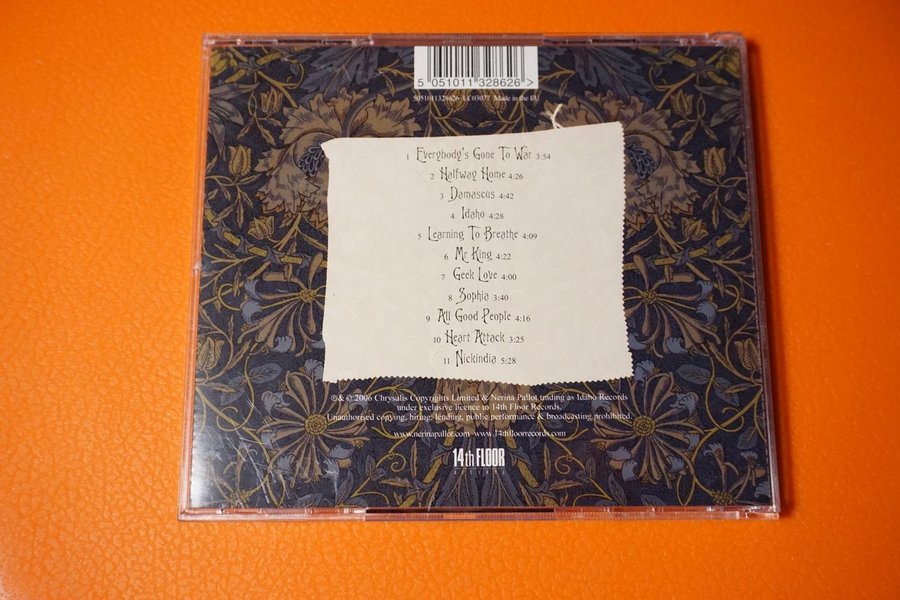 5 051011 328626 >
5051011328626 LC03077 Made in the EU
1 Everybody's Gone To War 3:54
2 Halfway Home 4:26
3 Damascus 4:42
4 Idaho 4:28
5 Learning To Breathe 4:09
6 Mr King 4:22
7 Geek Love 4:00
8 Sophia 3:40
9 All Good People 4:16
10 Heart Attack 3:25
11 Nickindia 5:28
℗ & © 2006 Chrysalis Copyrights Limited & Nerina Pallot trading as Idaho Records
under exclusive licence to 14th Floor Records.
Unauthorised copying, hiring, lending, public performance & broadcasting prohibited.
www.nerinapallot.com www.14thfloorrecords.com
14th FLOOR
RECORDS